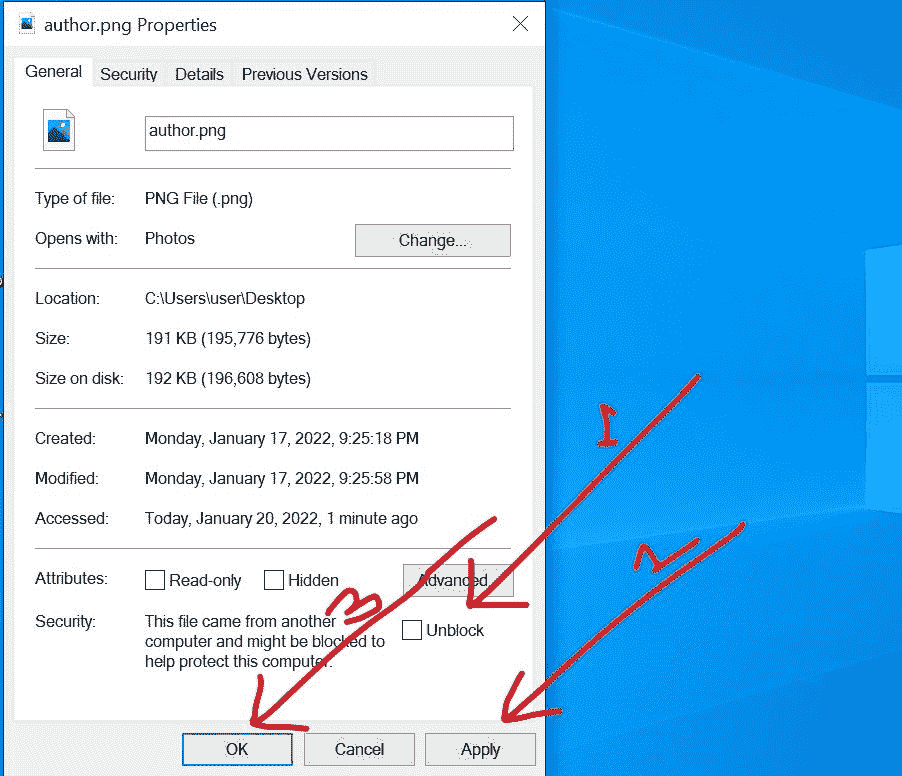 author.png Properties
General Security Details Previous Versions
author.png
Type of file: PNG File (.png)
Opens with: Photos Change...
Location: C:\Users\user\Desktop
Size: 191 KB (195,776 bytes)
Size on disk: 192 KB (196,608 bytes)
Created: Monday, January 17, 2022, 9:25:18 PM
1
Modified: Monday, January 17, 2022, 9:25:58 PM
Accessed: Today, January 20, 2022, 1 minute ago
2
Attributes: Read-only Hidden Advanced...
3
Security: This file came from another
computer and might be blocked to
help protect this computer.
Unblock
OK Cancel Apply